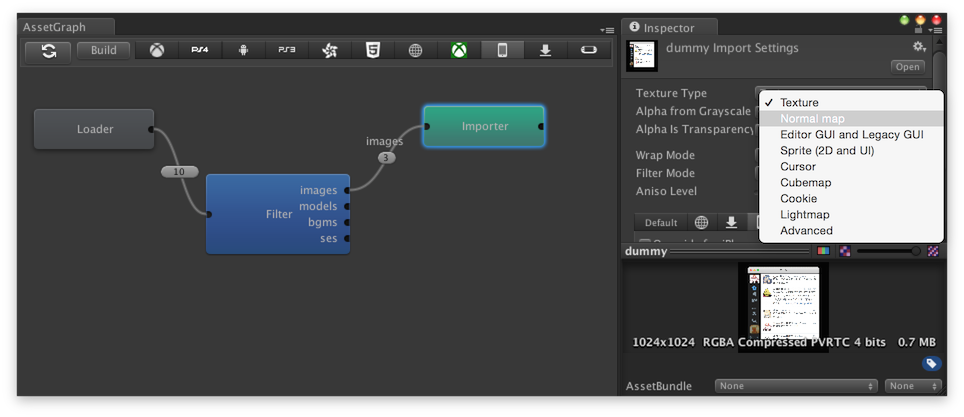 AssetGraph
Build
PS4
PS3
Loader
10
Filter
images
models
bgms
ses
images
3
Importer
Inspector
dummy Import Settings
Open
Texture Type
Alpha from Grayscale
Alpha Is Transparency
Wrap Mode
Filter Mode
Aniso Level
Texture
Normal map
Editor GUI and Legacy GUI
Sprite (2D and UI)
Cursor
Cubemap
Cookie
Lightmap
Advanced
Default
dummy
1024x1024 RGBA Compressed PVRTC 4 bits 0.7 MB
AssetBundle None None